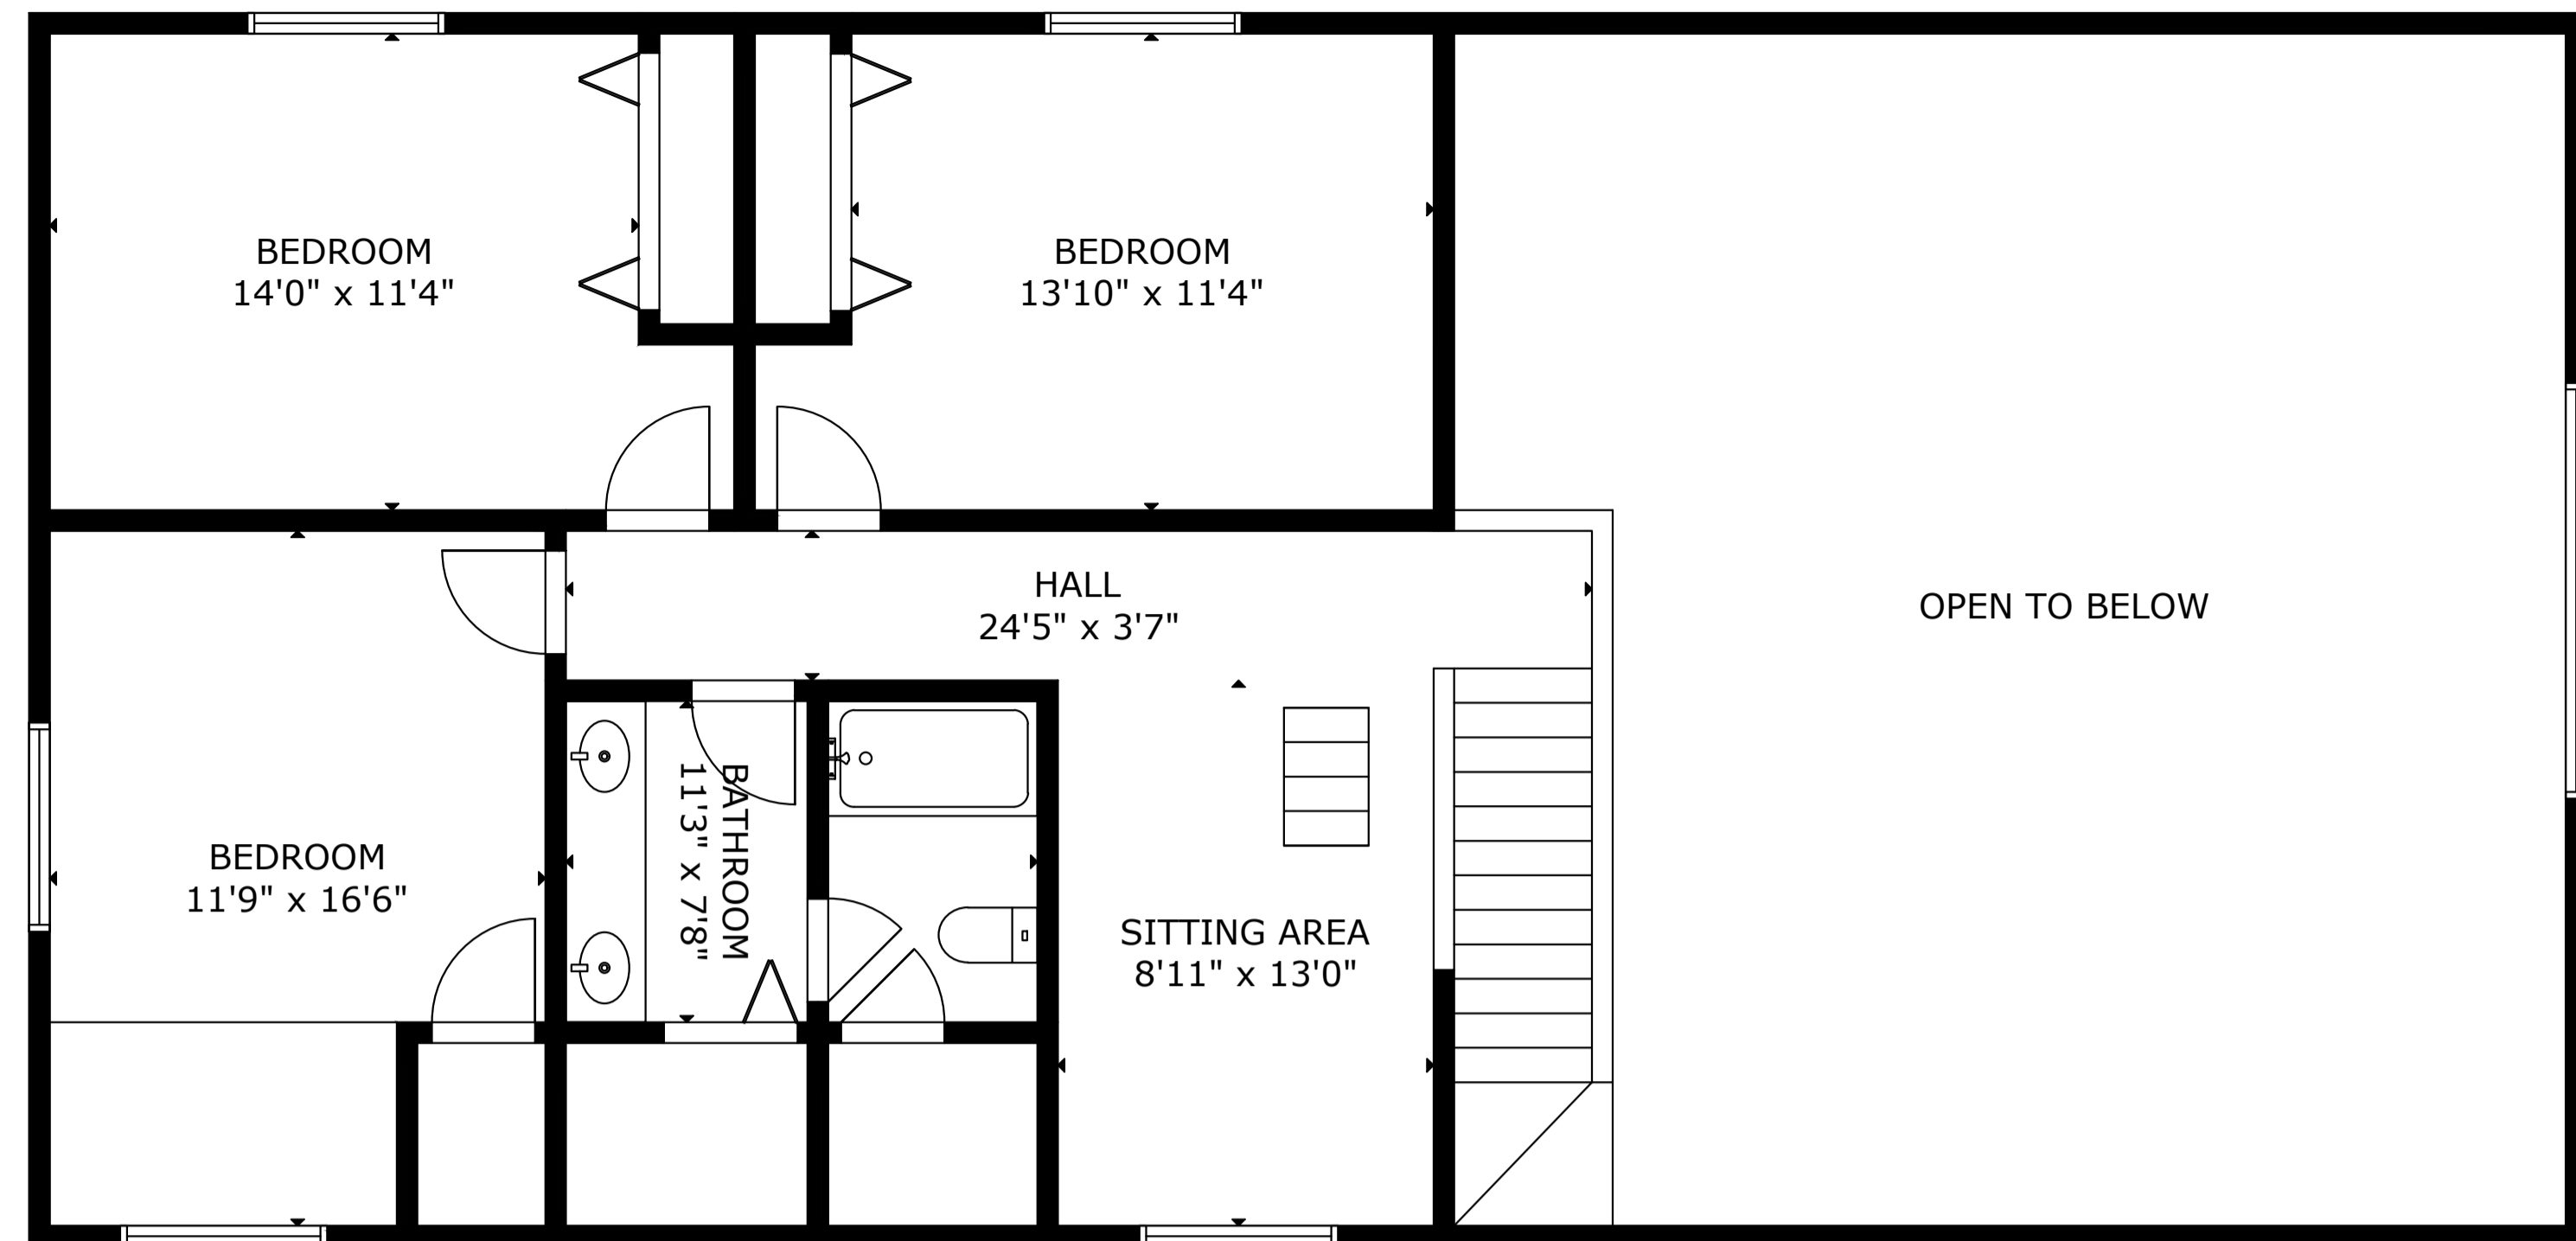 BEDROOM
14'0" x 11'4"
BEDROOM
13'10" x 11'4"
HALL
24'5" x 3'7"
OPEN TO BELOW
BEDROOM
11'9" x 16'6"
BATHROOM
11'3" x 7'8"
SITTING AREA
8'11" x 13'0"